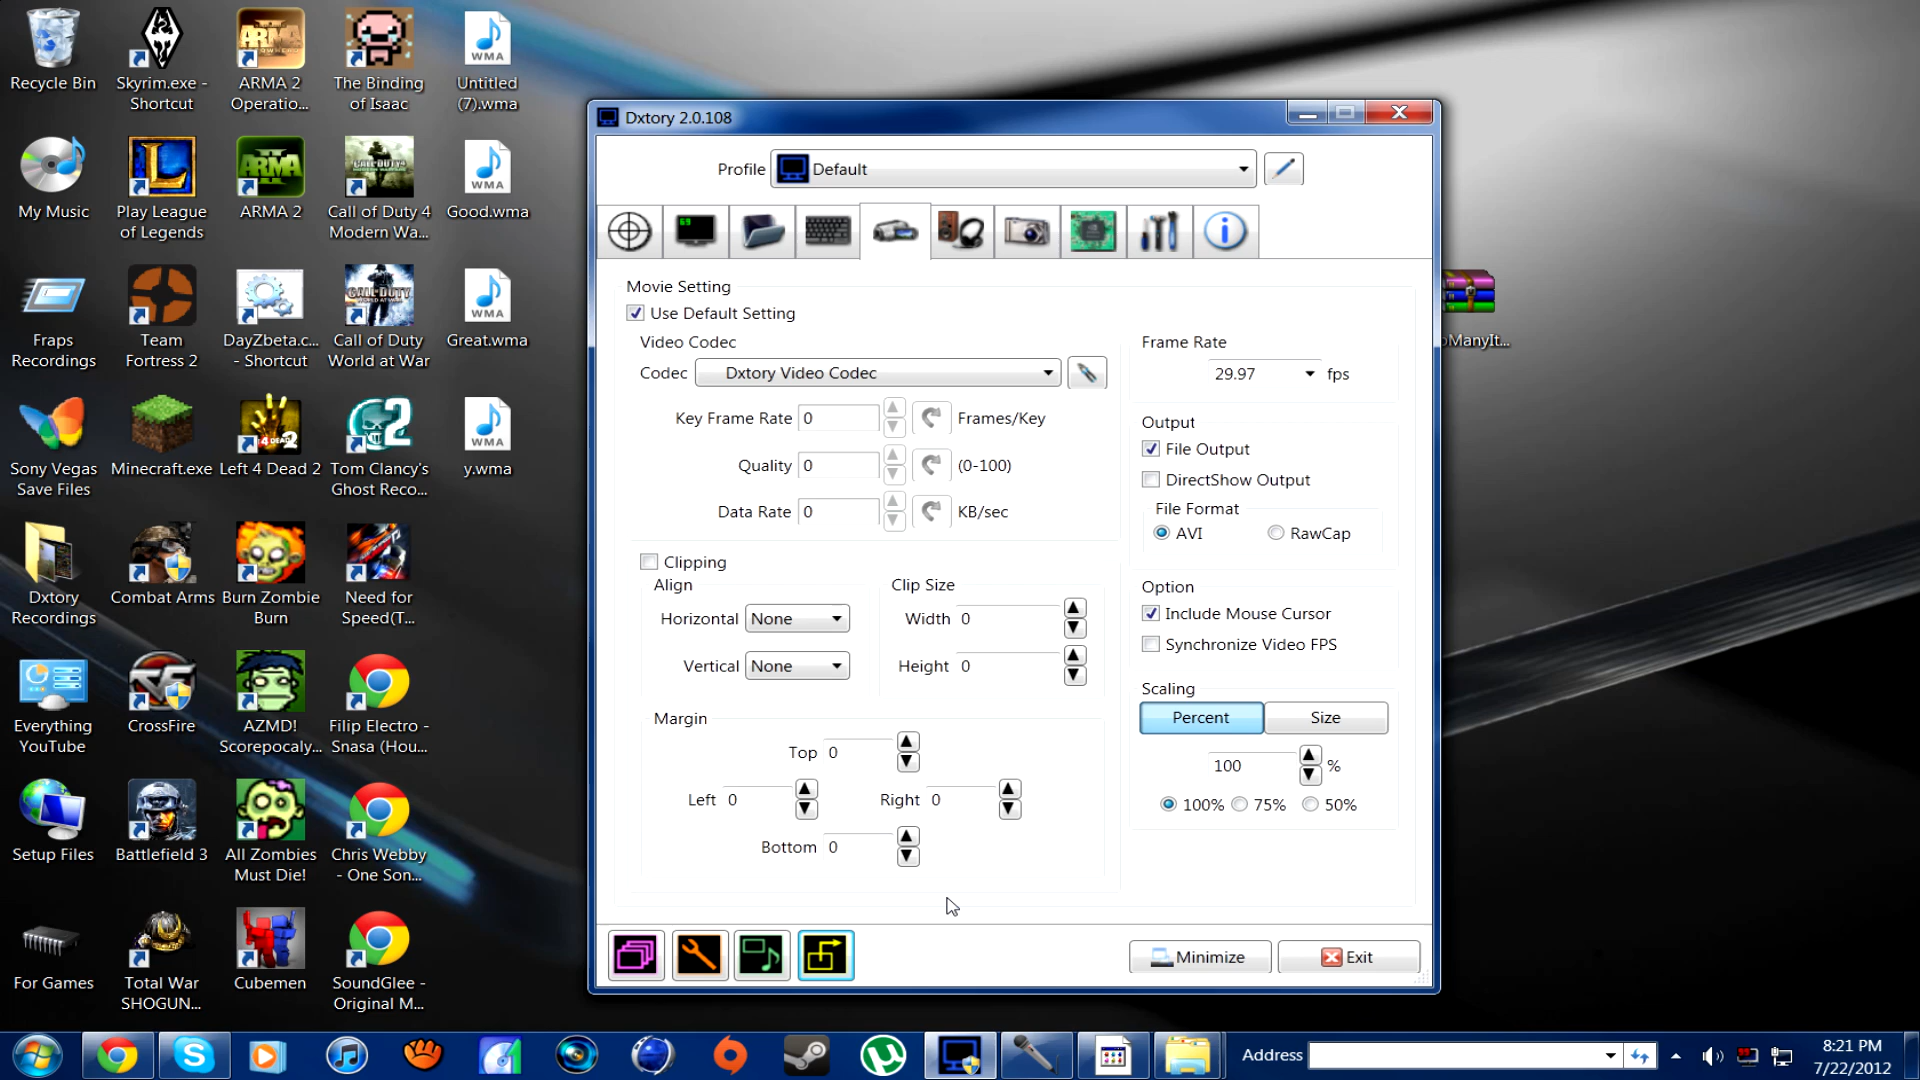 Recycle Bin
Skyrim.exe -
Shortcut
ARMA 2
Operatio...
The Binding
of Isaac
WMA
Untitled
(7).wma
My Music
Play League
of Legends
ARMA 2
Call of Duty 4
Modern Wa...
WMA
Good.wma
Fraps
Recordings
Team
Fortress 2
DayZbeta.c...
- Shortcut
Call of Duty
World at War
WMA
Great.wma
Sony Vegas
Save Files
Minecraft.exe
Left 4 Dead 2
Tom Clancy's
Ghost Reco...
WMA
y.wma
Dxtory
Recordings
Combat Arms
Burn Zombie
Burn
Need for
Speed(T...
Everything
YouTube
CrossFire
AZMD!
Scorepocaly...
Filip Electro -
Snasa (Hou...
Setup Files
Battlefield 3
All Zombies
Must Die!
Chris Webby
- One Son...
For Games
Total War
SHOGUN...
Cubemen
SoundGlee -
Original M...
Dxtory 2.0.108
Profile
Default
69
Movie Setting
Use Default Setting
Video Codec
Codec
Dxtory Video Codec
Key Frame Rate 0
Frames/Key
Quality 0
(0-100)
Data Rate 0
KB/sec
Clipping
Align
Horizontal None
Vertical None
Clip Size
Width 0
Height 0
Margin
Top 0
Left 0
Right 0
Bottom 0
Frame Rate
29.97 fps
Output
File Output
DirectShow Output
File Format
AVI
RawCap
Option
Include Mouse Cursor
Synchronize Video FPS
Scaling
Percent
Size
100 %
100% 75% 50%
Minimize
Exit
Address
8:21 PM
7/22/2012